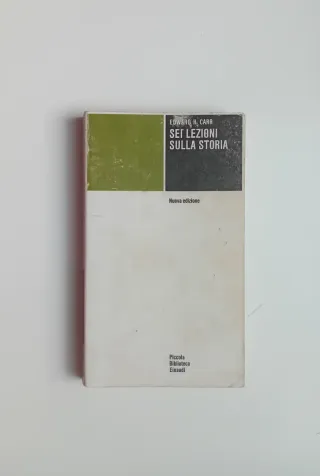 EDWARD H. CARR
SEI LEZIONI
SULLA STORIA
Nuova edizione
Piccola
Biblioteca
Einaudi